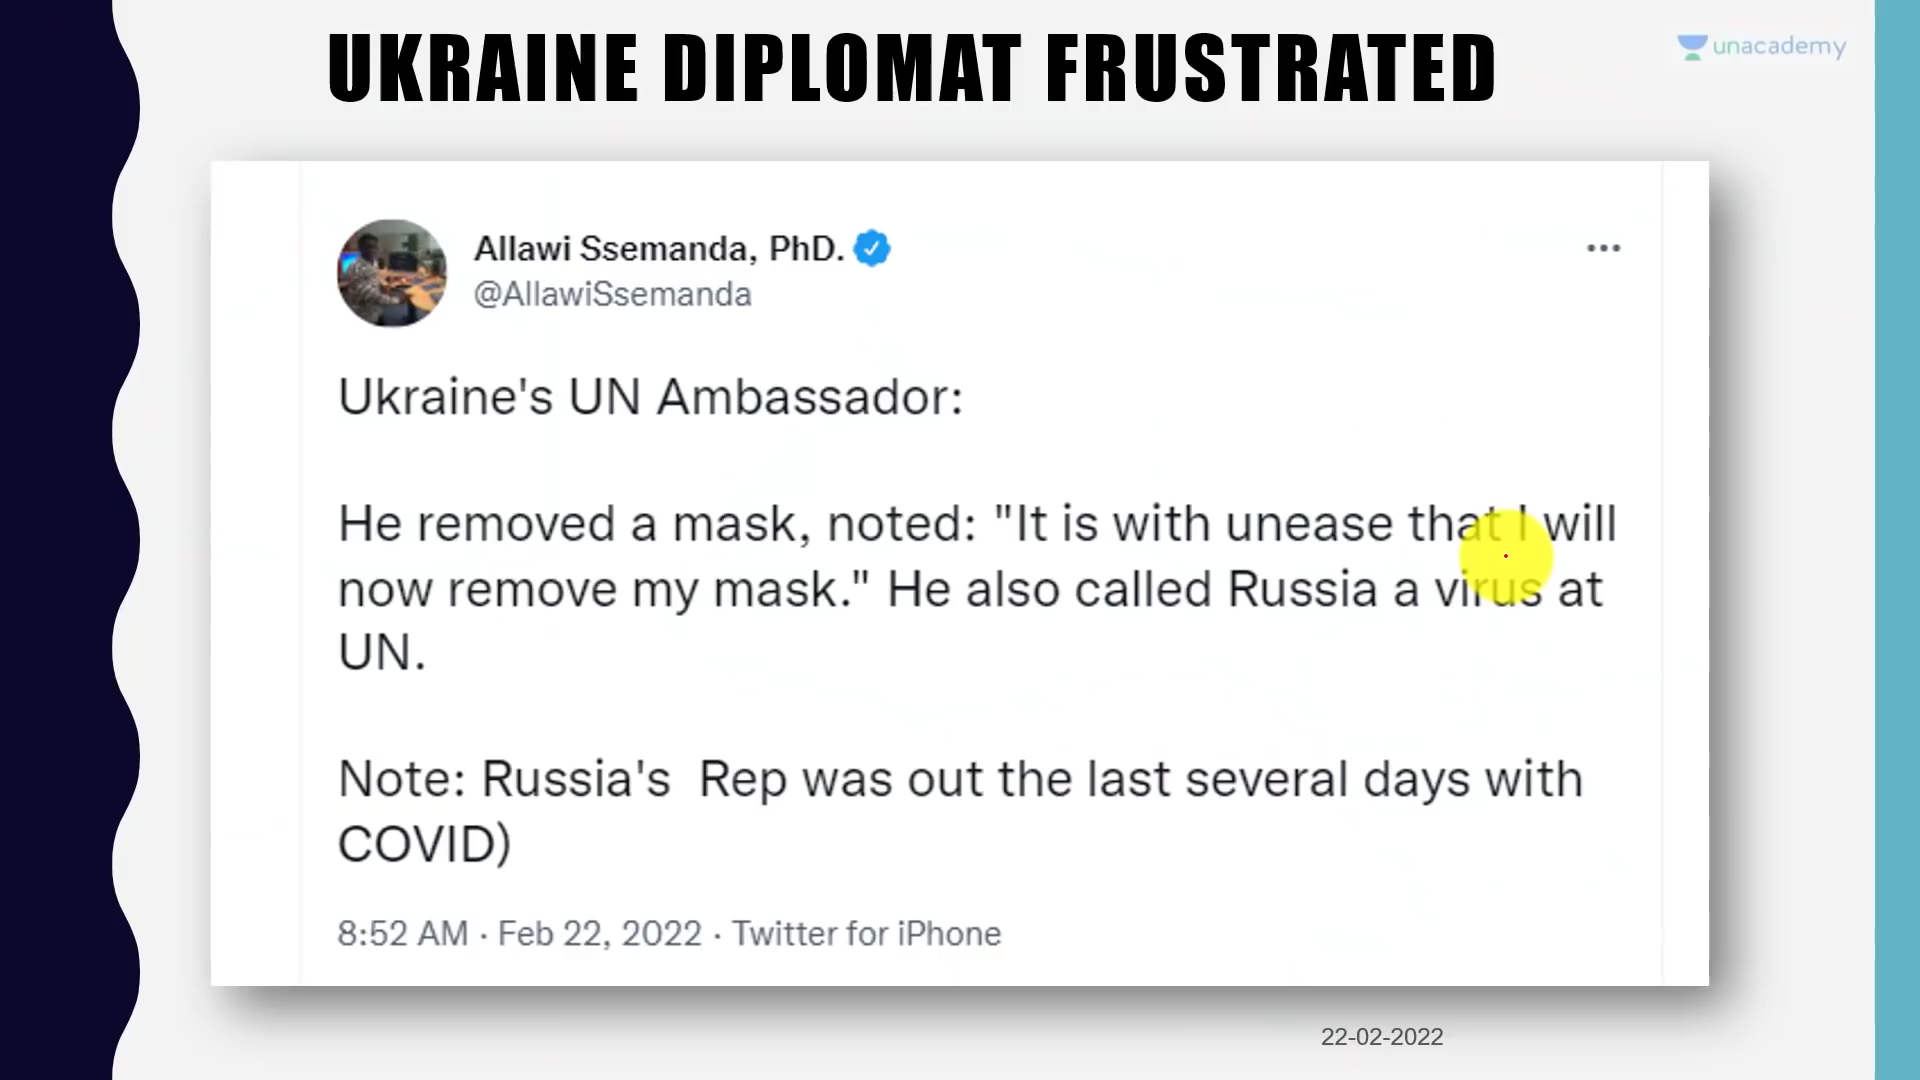 UKRAINE DIPLOMAT FRUSTRATED
unacademy
Allawi Ssemanda, PhD.
@AllawiSsemanda
Ukraine's UN Ambassador:
He removed a mask, noted: "It is with unease that I will
now remove my mask." He also called Russia a virus at
UN.
Note: Russia's  Rep was out the last several days with
COVID)
8:52 AM · Feb 22, 2022 · Twitter for iPhone
22-02-2022